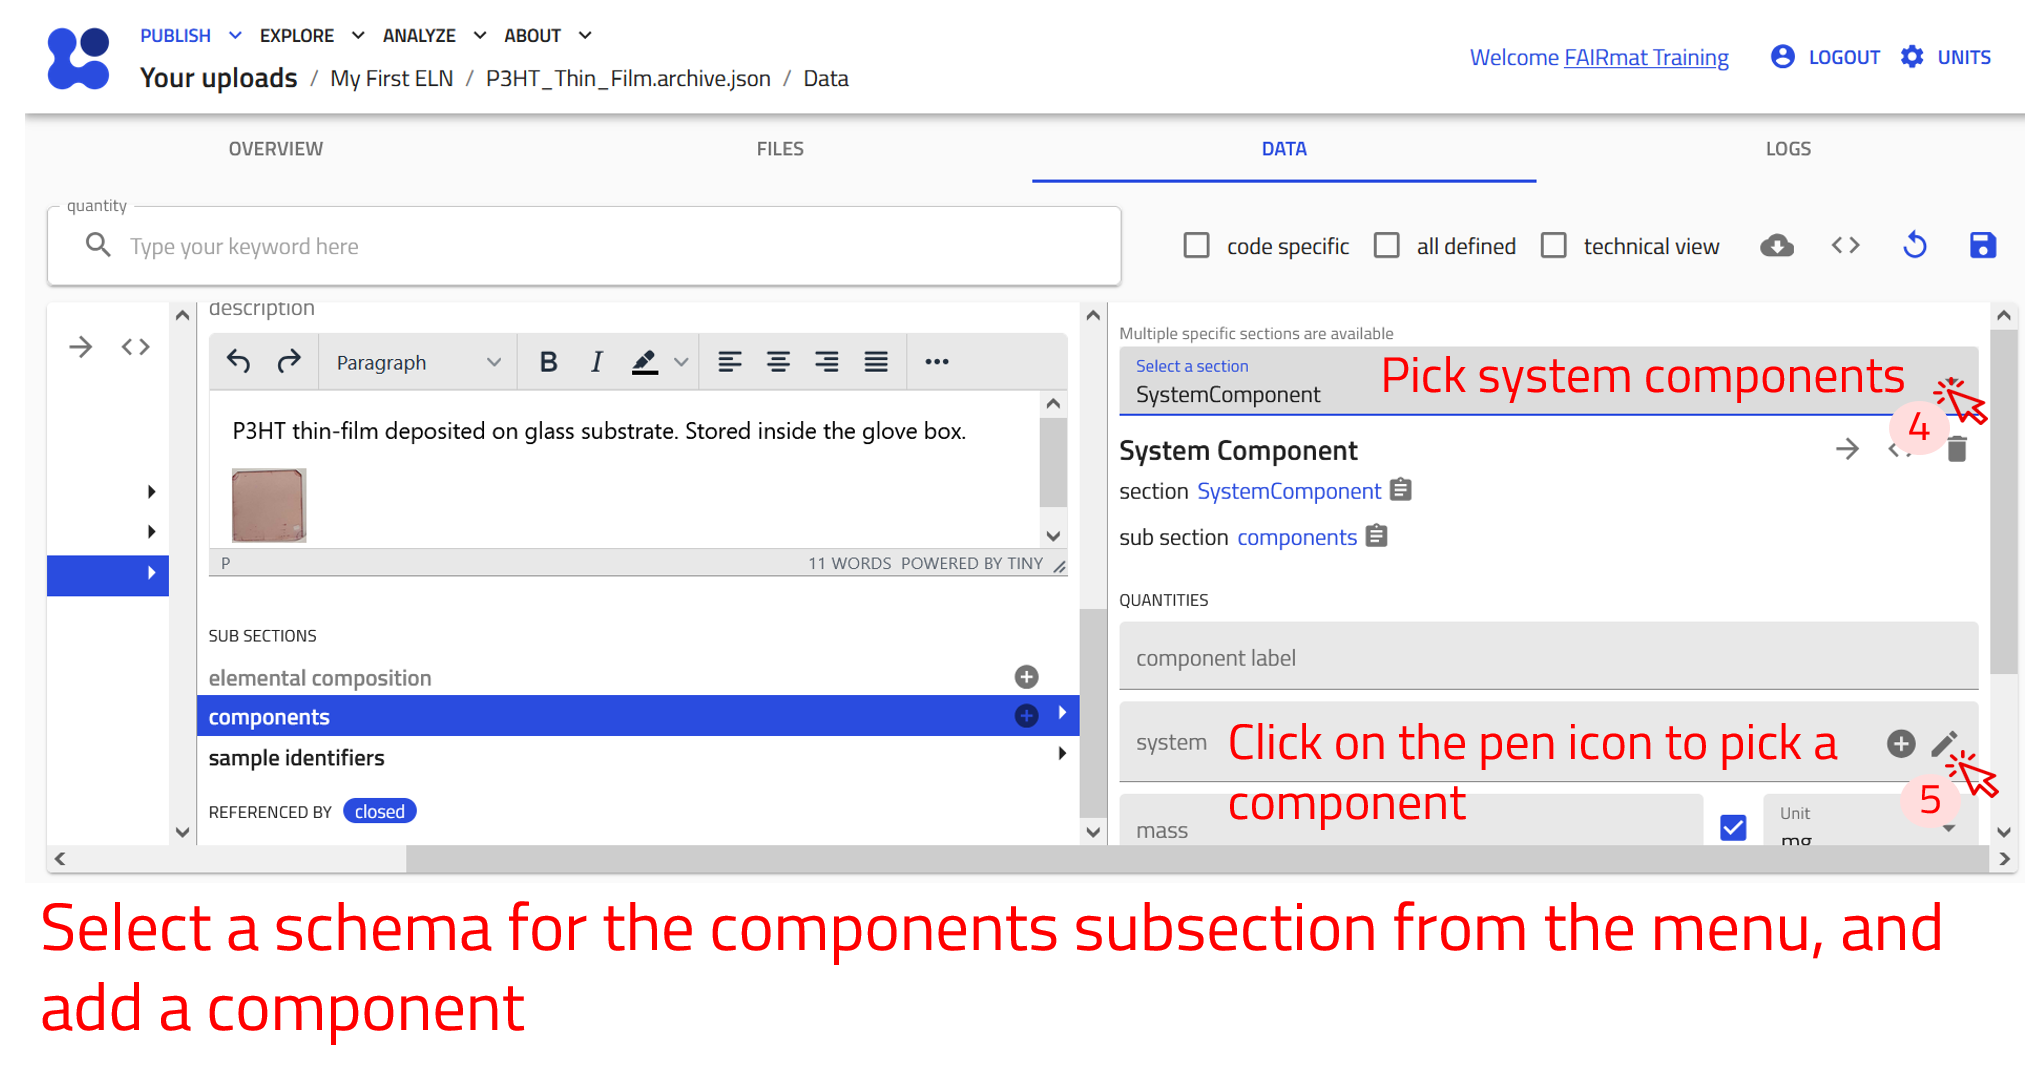 PUBLISH EXPLORE ANALYZE ABOUT
Your uploads / My First ELN / P3HT_Thin_Film.archive.json / Data
Welcome FAIRmat Training LOGOUT UNITS
OVERVIEW FILES DATA LOGS
quantity
Type your keyword here
code specific all defined technical view
description
Paragraph B I
P3HT thin-film deposited on glass substrate. Stored inside the glove box.
P 11 WORDS POWERED BY TINY
SUB SECTIONS
elemental composition
components
sample identifiers
REFERENCED BY closed
Multiple specific sections are available
Select a section
SystemComponent
Pick system components
4
System Component
section SystemComponent
sub section components
QUANTITIES
component label
system
Click on the pen icon to pick a
component
5
mass
Unit
mg
Select a schema for the components subsection from the menu, and
add a component